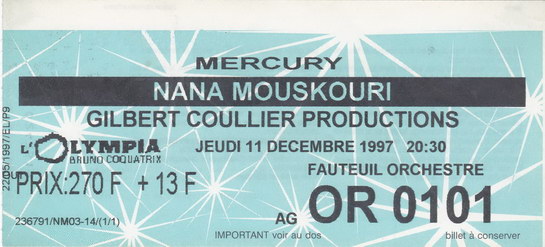 MERCURY
NANA MOUSKOURI
GILBERT COULLIER PRODUCTIONS
L'OLYMPIA
BRUNO COQUATRIX
JEUDI 11 DECEMBRE 1997 20:30
FAUTEUIL ORCHESTRE
PRIX:270 F + 13 F
AG OR 0101
236791/NM03-14/(1/1)
IMPORTANT voir au dos
billet à conserver